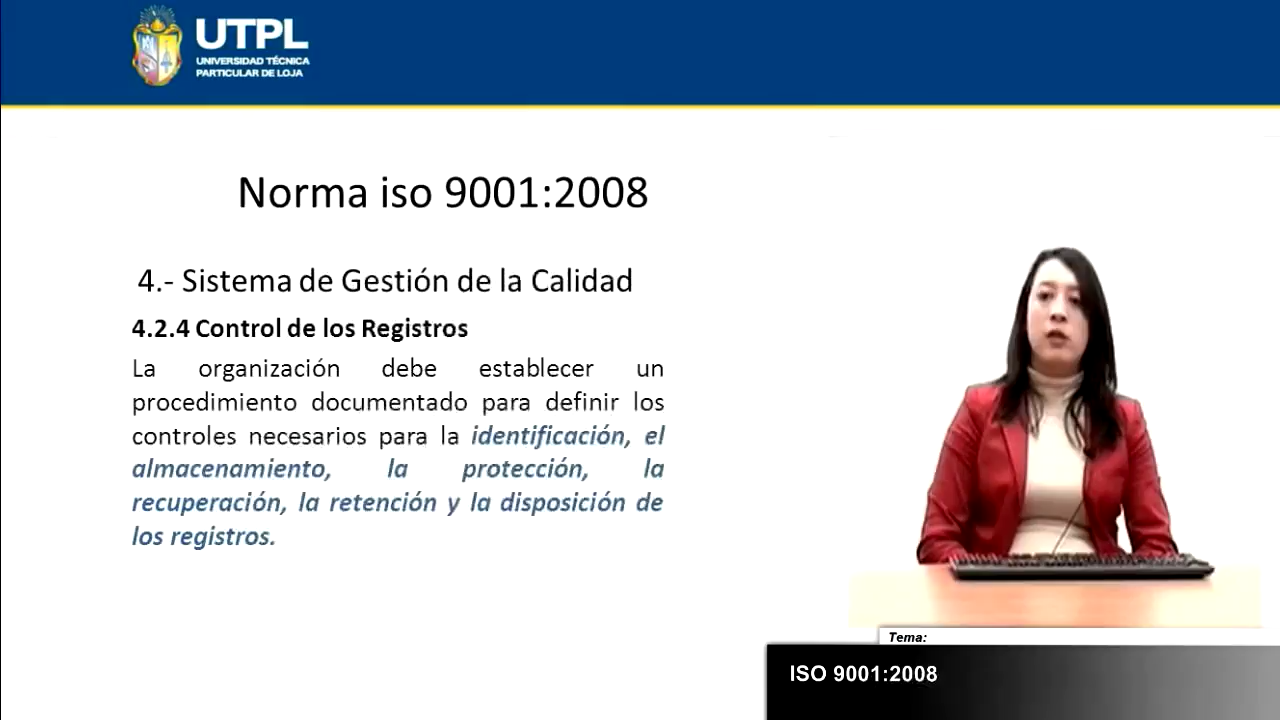 UTPL
UNIVERSIDAD TÉCNICA
PARTICULAR DE LOJA
Norma iso 9001:2008
4.- Sistema de Gestión de la Calidad
4.2.4 Control de los Registros
La organización debe establecer un
procedimiento documentado para definir los
controles necesarios para la identificación, el
almacenamiento, la protección, la
recuperación, la retención y la disposición de
los registros.
Tema:
ISO 9001:2008